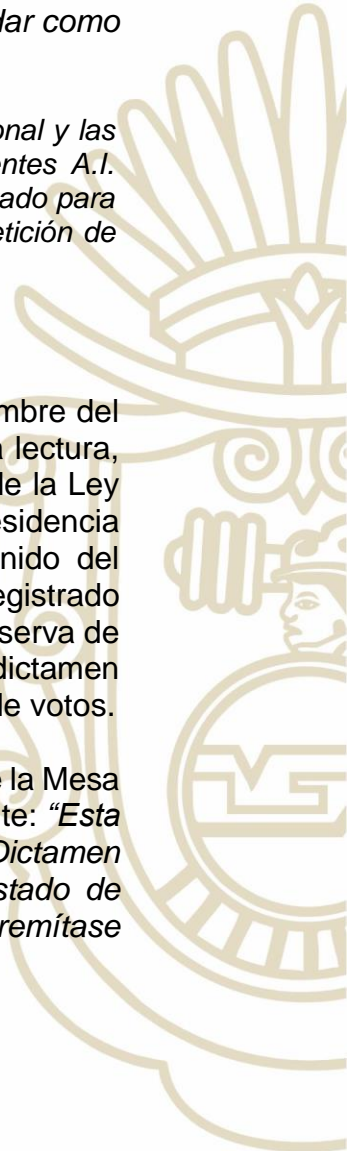 dar como
onal y las
entes A.I.
ado para
etición de
mbre del
a lectura,
de la Ley
esidencia
nido del
egistrado
serva de
dictamen
de votos.
e la Mesa
te: “Esta
Dictamen
stado de
remítase